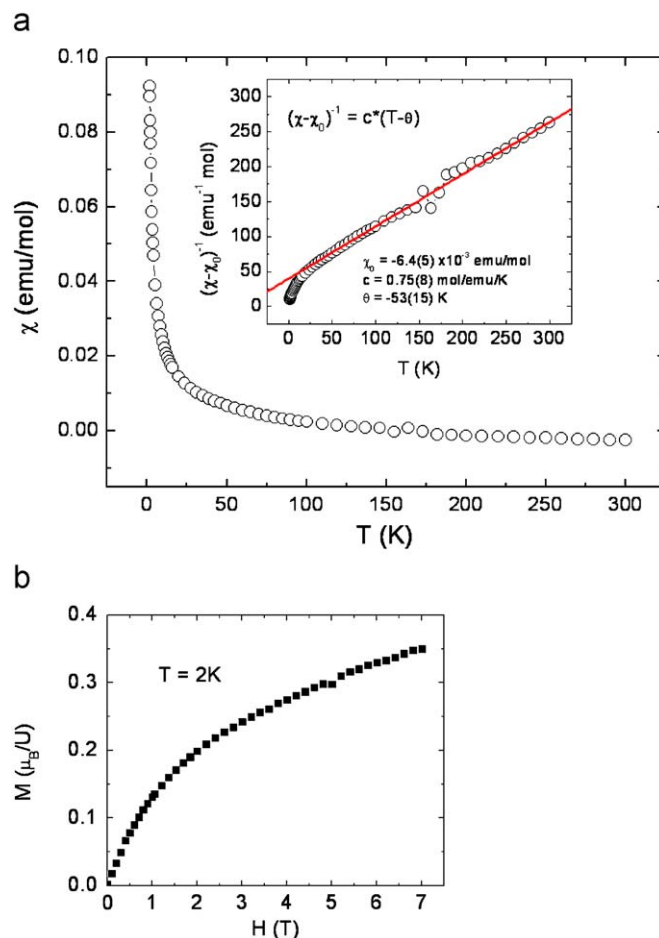 a
0.10
0.08
0.06
0.04
0.02
0.00
χ (emu/mol)
0 50 100 150 200 250 300
T (K)
300
250
200
150
100
50
0
(χ-χ₀)⁻¹ (emu⁻¹ mol)
(χ-χ₀)⁻¹ = c*(T-θ)
χ₀ = -6.4(5) x10⁻³ emu/mol
c = 0.75(8) mol/emu/K
θ = -53(15) K
0 50 100 150 200 250 300
T (K)
b
0.4
0.3
0.2
0.1
0.0
M (μ_B/U)
T = 2K
0 1 2 3 4 5 6 7
H (T)